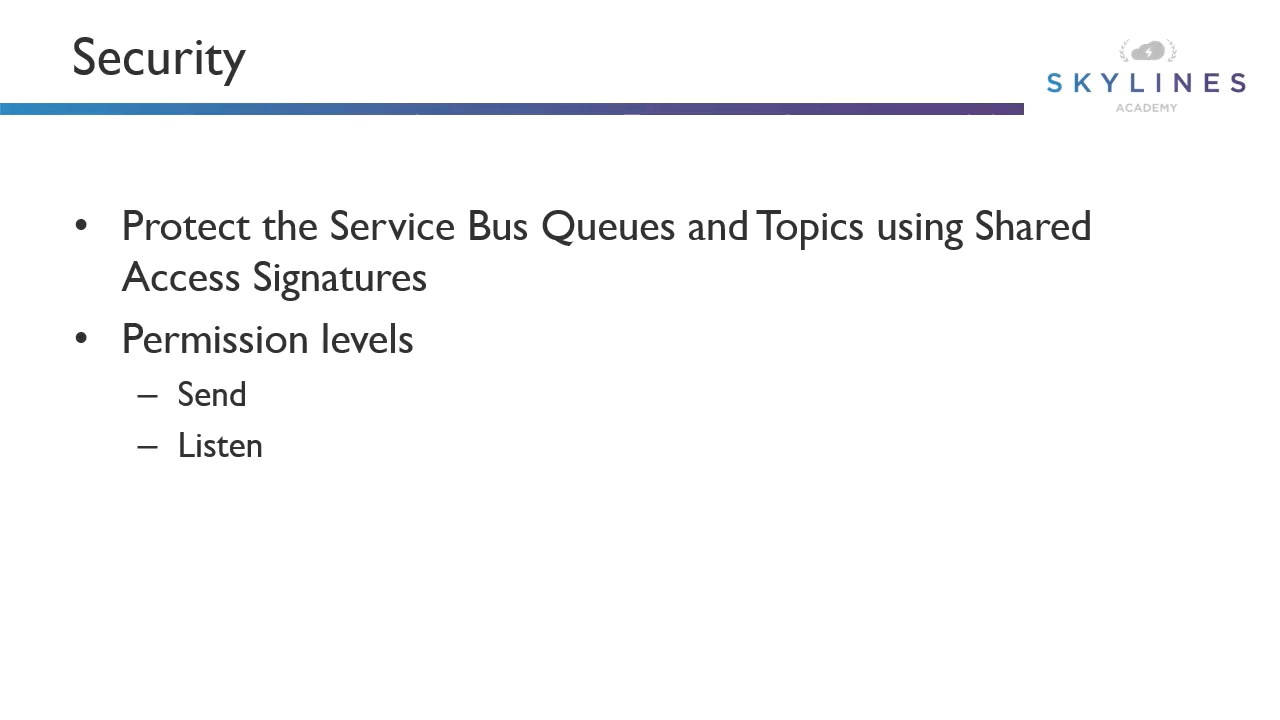 Security
SKYLINES
ACADEMY
• Protect the Service Bus Queues and Topics using Shared
Access Signatures
• Permission levels
– Send
– Listen